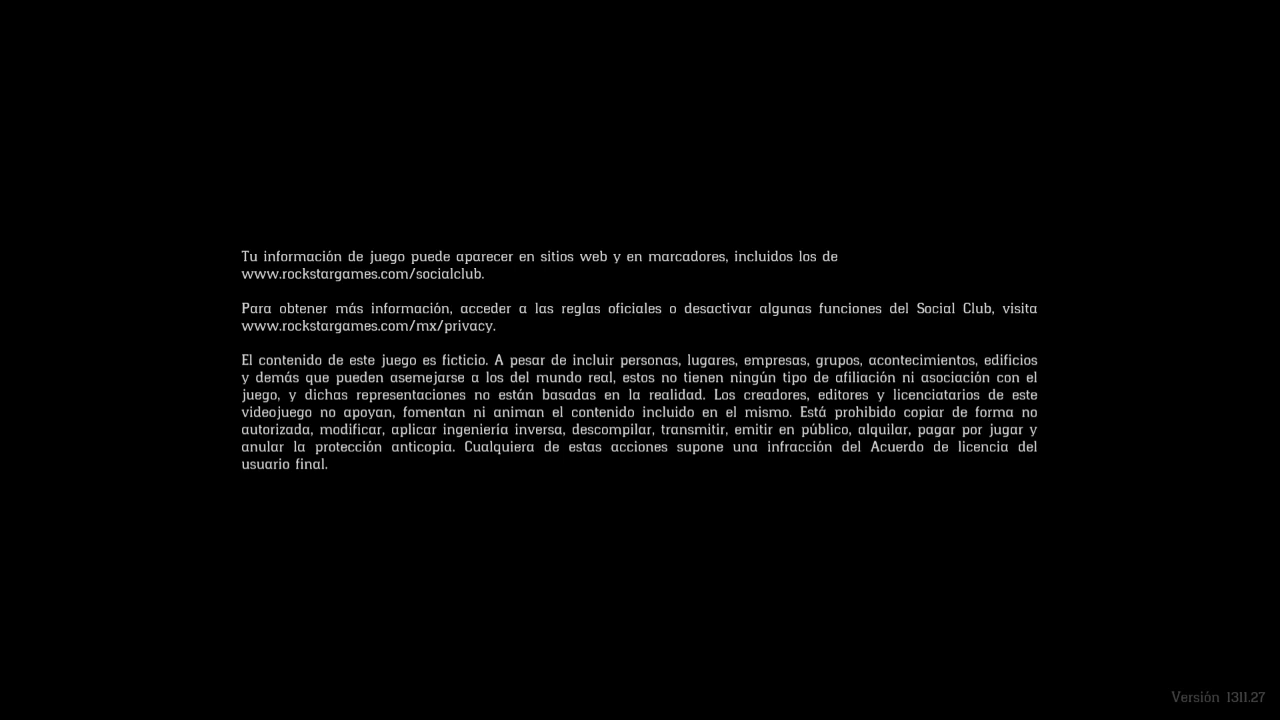 Tu información de juego puede aparecer en sitios web y en marcadores, incluidos los de
www.rockstargames.com/socialclub.
Para obtener más información, acceder a las reglas oficiales o desactivar algunas funciones del Social Club, visita
www.rockstargames.com/mx/privacy.
El contenido de este juego es ficticio. A pesar de incluir personas, lugares, empresas, grupos, acontecimientos, edificios
y demás que pueden asemejarse a los del mundo real, estos no tienen ningún tipo de afiliación ni asociación con el
juego, y dichas representaciones no están basadas en la realidad. Los creadores, editores y licenciatarios de este
videojuego no apoyan, fomentan ni animan el contenido incluido en el mismo. Está prohibido copiar de forma no
autorizada, modificar, aplicar ingeniería inversa, descompilar, transmitir, emitir en público, alquilar, pagar por jugar y
anular la protección anticopia. Cualquiera de estas acciones supone una infracción del Acuerdo de licencia del
usuario final.
Versión 1311.27